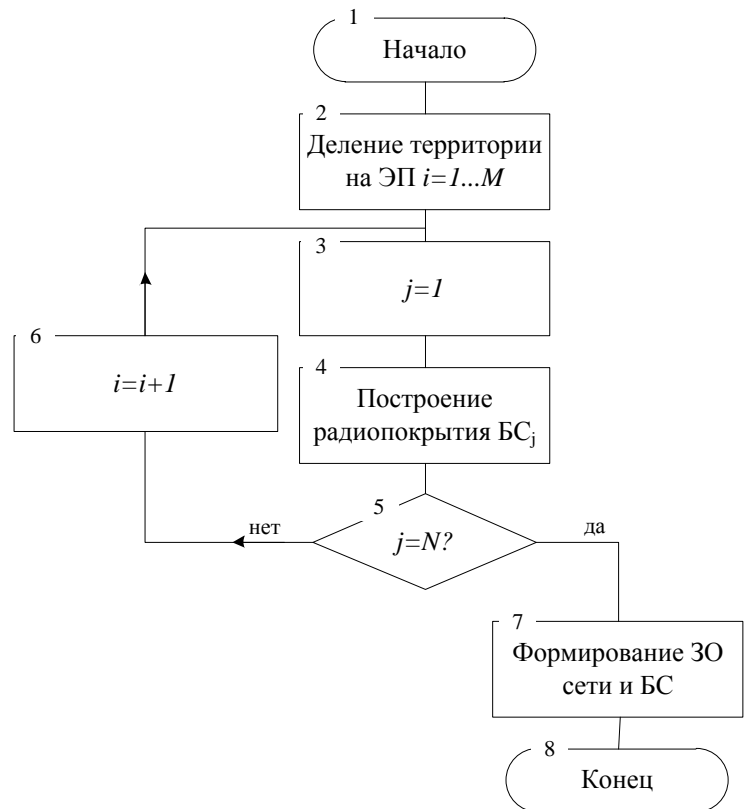 1
Начало
2
Деление территории
на ЭП i=1...M
3
j=1
6
i=i+1
4
Построение
радиопокрытия БСj
5
нет
j=N?
да
7
Формирование ЗО
сети и БС
8
Конец